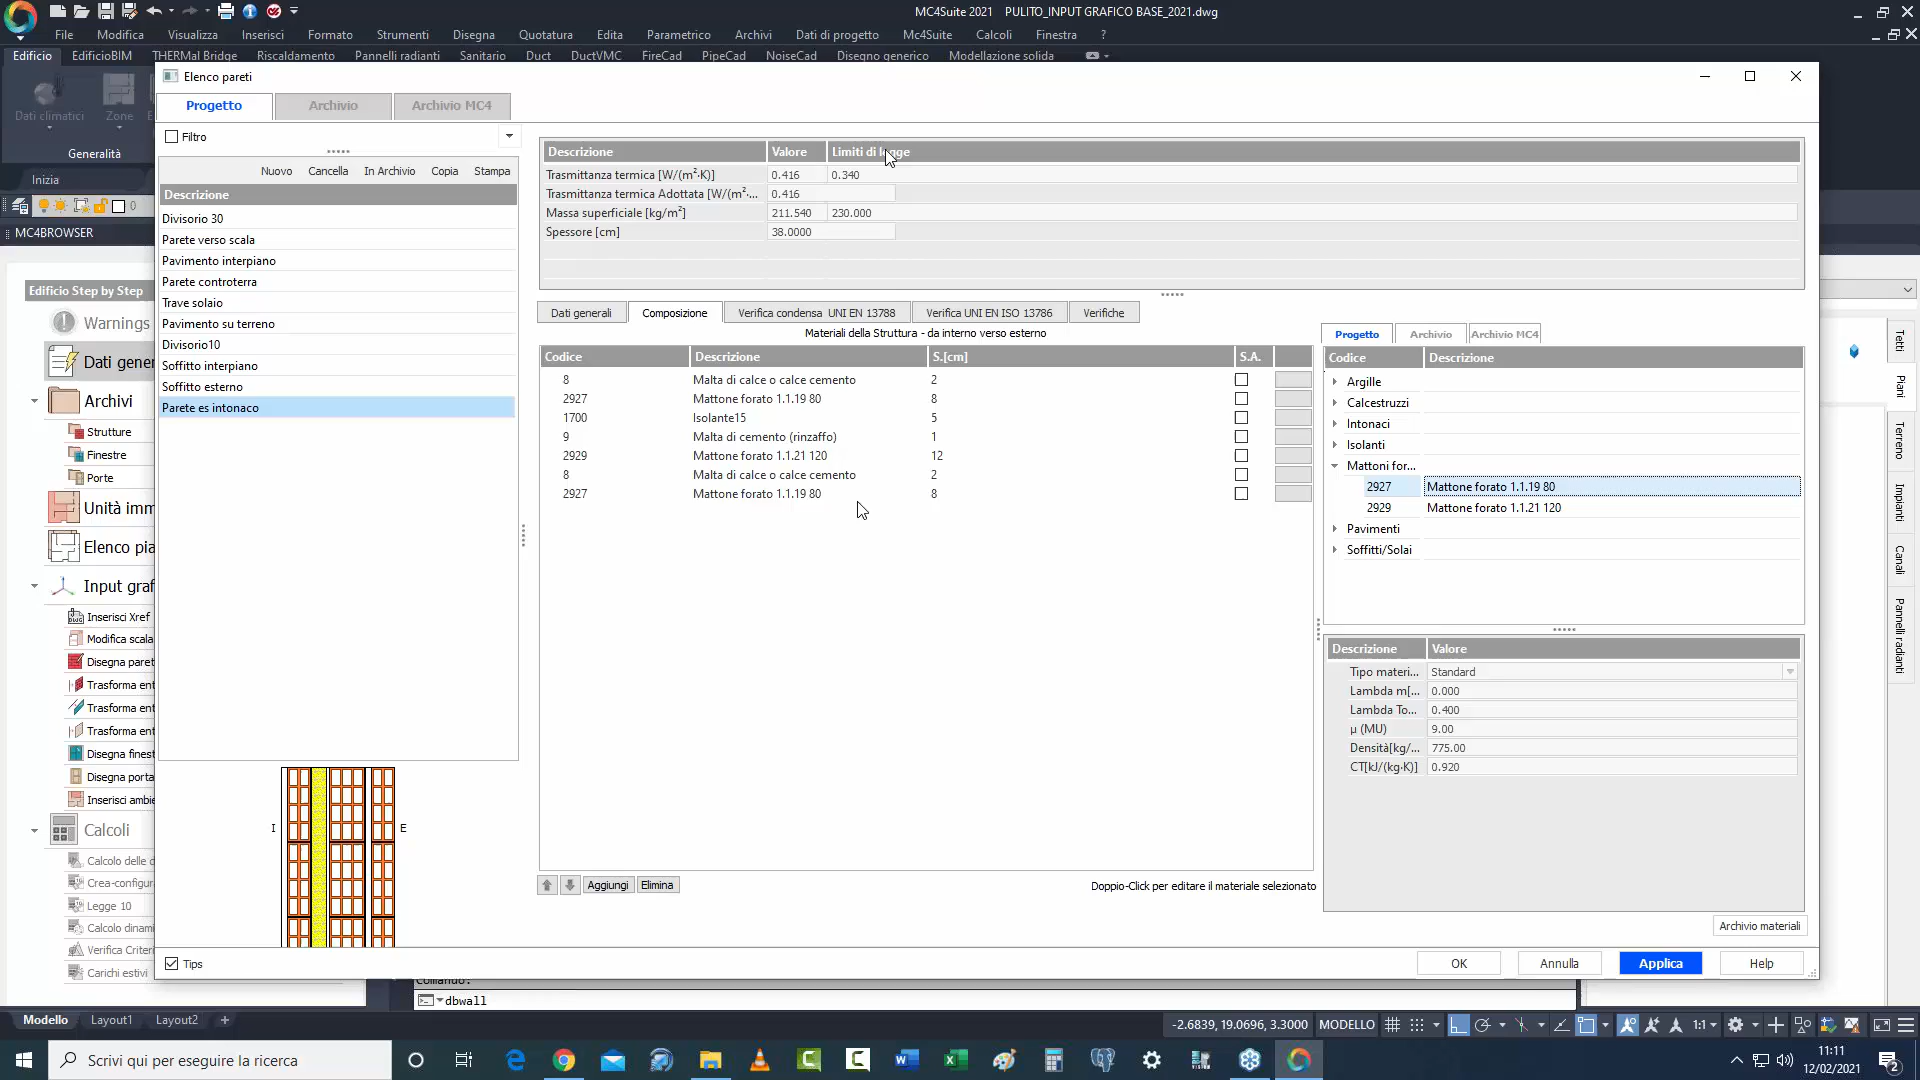 MC4Suite 2021 PULITO_INPUT GRAFICO BASE_2021.dwg
File Modifica Visualizza Inserisci Formato Strumenti Disegna Quotatura Edita Parametrico Archivi Dati di progetto Mc4Suite Calcoli Finestra ?
Edificio EdificioBIM THERMal Bridge Riscaldamento Pannelli radianti Sanitario Duct DuctVMC FireCad PipeCad NoiseCad Disegno generico Modellazione solida
Elenco pareti
Dati climatici Zone E
Generalità
Inizia
0
MC4BROWSER
Progetto Archivio Archivio MC4
Filtro
Nuovo Cancella In Archivio Copia Stampa
Descrizione
Divisorio 30
Parete verso scala
Pavimento interpiano
Parete controterra
Trave solaio
Pavimento su terreno
Divisorio10
Soffitto interpiano
Soffitto esterno
Parete es intonaco
I E
Tips
Descrizione Valore Limiti di legge
Trasmittanza termica [W/(m²·K)] 0.416 0.340
Trasmittanza termica Adottata [W/(m²·... 0.416
Massa superficiale [kg/m²] 211.540 230.000
Spessore [cm] 38.0000
Dati generali Composizione Verifica condensa UNI EN 13788 Verifica UNI EN ISO 13786 Verifiche
Materiali della Struttura - da interno verso esterno
Codice Descrizione S.[cm] S.A.
8 Malta di calce o calce cemento 2
2927 Mattone forato 1.1.19 80 8
1700 Isolante15 5
9 Malta di cemento (rinzaffo) 1
2929 Mattone forato 1.1.21 120 12
8 Malta di calce o calce cemento 2
2927 Mattone forato 1.1.19 80 8
Aggiungi Elimina
Doppio-Click per editare il materiale selezionato
Progetto Archivio Archivio MC4
Codice Descrizione
Argille
Calcestruzzi
Intonaci
Isolanti
Mattoni for...
2927 Mattone forato 1.1.19 80
2929 Mattone forato 1.1.21 120
Pavimenti
Soffitti/Solai
Descrizione Valore
Tipo materi... Standard
Lambda m[... 0.000
Lambda To... 0.400
µ (MU) 9.00
Densità[kg/... 775.00
CT[kJ/(kg·K)] 0.920
Archivio materiali
OK Annulla Applica Help
Edificio Step by Step
Warnings
Dati gener
Archivi
Strutture
Finestre
Porte
Unità imm
Elenco pia
Input graf
Inserisci Xref
Modifica scala
Disegna paret
Trasforma ent
Trasforma ent
Trasforma ent
Disegna finest
Disegna porta
Inserisci ambie
Calcoli
Calcolo delle d
Crea-configur
Legge 10
Calcolo dinami
Verifica Criteri
Carichi estivi
Tetti
Piani
Terreno
Impianti
Canali
Pannelli radianti
Comando:
dbwall
Modello Layout1 Layout2 +
-2.6839, 19.0696, 3.3000 MODELLO 1:1
Scrivi qui per eseguire la ricerca
11:11
12/02/2021
2